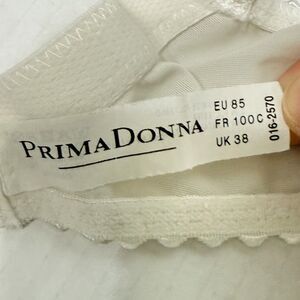 PRIMADONNA
EU 85
FR 100 C
UK 38
016-2570